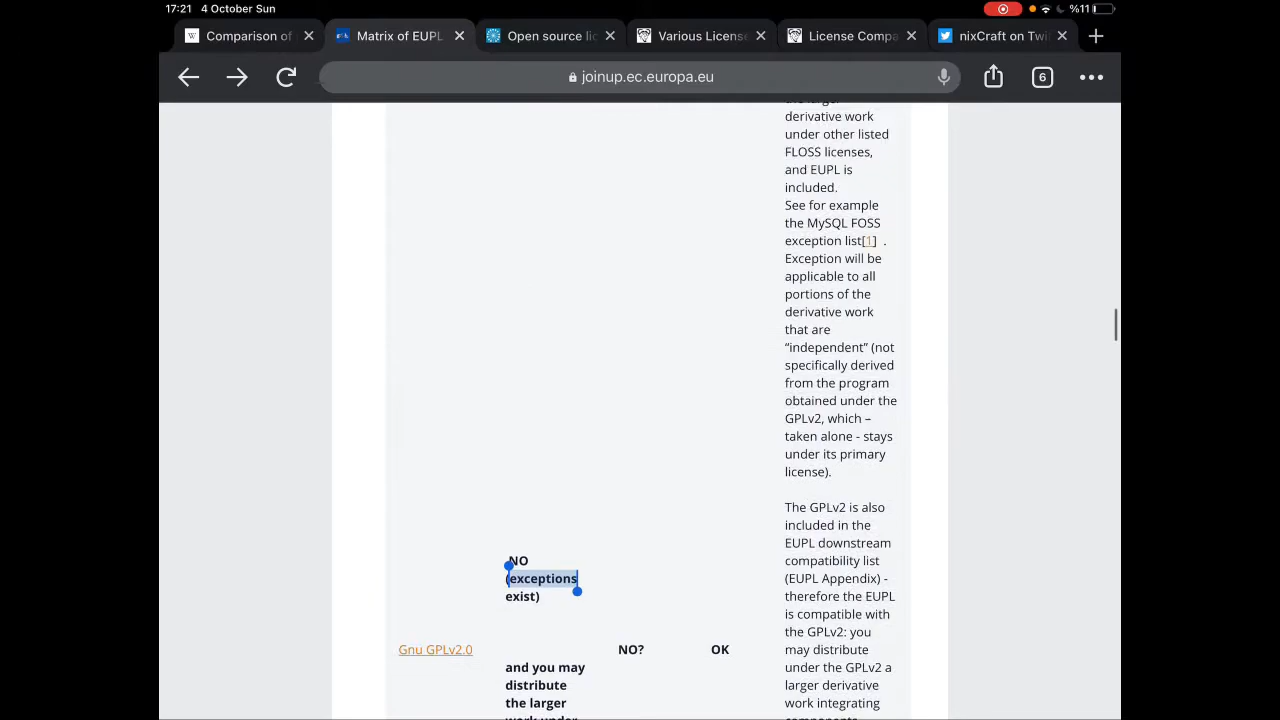 17:21 4 October Sun
%11
Comparison of
Matrix of EUPL
Open source lic
Various License
License Compa
nixCraft on Twi
joinup.ec.europa.eu
6
derivative work
under other listed
FLOSS licenses,
and EUPL is
included.
See for example
the MySQL FOSS
exception list[1] .
Exception will be
applicable to all
portions of the
derivative work
that are
“independent” (not
specifically derived
from the program
obtained under the
GPLv2, which –
taken alone - stays
under its primary
license).
The GPLv2 is also
included in the
EUPL downstream
compatibility list
(EUPL Appendix) -
therefore the EUPL
is compatible with
the GPLv2: you
may distribute
under the GPLv2 a
larger derivative
work integrating
NO
(exceptions
exist)
Gnu GPLv2.0
NO?
OK
and you may
distribute
the larger